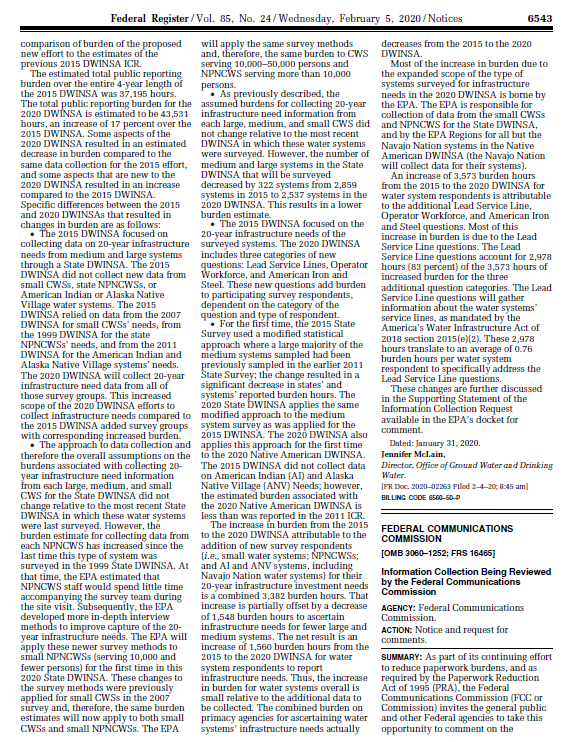 Federal Register / Vol. 85, No. 24 / Wednesday, February 5, 2020 / Notices
6543
comparison of burden of the proposed
new effort to the estimates of the
previous 2015 DWINSA ICR.
The estimated total public reporting
burden over the entire 4-year length of
the 2015 DWINSA was 37,195 hours.
The total public reporting burden for the
2020 DWINSA is estimated to be 43,531
hours, an increase of 17 percent over the
2015 DWINSA. Some aspects of the
2020 DWINSA resulted in an estimated
decrease in burden compared to the
same data collection for the 2015 effort,
and some aspects that are new to the
2020 DWINSA resulted in an increase
compared to the 2015 DWINSA.
Specific differences between the 2015
and 2020 DWINSAs that resulted in
changes in burden are as follows:
• The 2015 DWINSA focused on
collecting data on 20-year infrastructure
needs from medium and large systems
through a State DWINSA. The 2015
DWINSA did not collect new data from
small CWSs, state NPNCWSs, or
American Indian or Alaska Native
Village water systems. The 2015
DWINSA relied on data from the 2007
DWINSA for small CWSs' needs, from
the 1999 DWINSA for the state
NPNCWSs' needs, and from the 2011
DWINSA for the American Indian and
Alaska Native Village systems' needs.
The 2020 DWINSA will collect 20-year
infrastructure need data from all of
those survey groups. This increased
scope of the 2020 DWINSA efforts to
collect infrastructure needs compared to
the 2015 DWINSA added survey groups
with corresponding increased burden.
• The approach to data collection and
therefore the overall assumptions on the
burdens associated with collecting 20-
year infrastructure need information
from each large, medium, and small
CWS for the State DWINSA did not
change relative to the most recent State
DWINSA in which these water systems
were last surveyed. However, the
burden estimate for collecting data from
each NPNCWS has increased since the
last time this type of system was
surveyed in the 1999 State DWINSA. At
that time, the EPA estimated that
NPNCWS staff would spend little time
accompanying the survey team during
the site visit. Subsequently, the EPA
developed more in-depth interview
methods to improve capture of the 20-
year infrastructure needs. The EPA will
apply these newer survey methods to
small NPNCWSs (serving 10,000 and
fewer persons) for the first time in this
2020 State DWINSA. These changes to
the survey methods were previously
applied for small CWSs in the 2007
survey and, therefore, the same burden
estimates will now apply to both small
CWSs and small NPNCWSs. The EPA
will apply the same survey methods
and, therefore, the same burden to CWS
serving 10,000–50,000 persons and
NPNCWS serving more than 10,000
persons.
• As previously described, the
assumed burdens for collecting 20-year
infrastructure need information from
each large, medium, and small CWS did
not change relative to the most recent
DWINSA in which these water systems
were surveyed. However, the number of
medium and large systems in the State
DWINSA that will be surveyed
decreased by 322 systems from 2,859
systems in 2015 to 2,537 systems in the
2020 DWINSA. This results in a lower
burden estimate.
• The 2015 DWINSA focused on the
20-year infrastructure needs of the
surveyed systems. The 2020 DWINSA
includes three categories of new
questions: Lead Service Lines, Operator
Workforce, and American Iron and
Steel. These new questions add burden
to participating survey respondents,
dependent on the category of the
question and type of respondent.
• For the first time, the 2015 State
Survey used a modified statistical
approach where a large majority of the
medium systems sampled had been
previously sampled in the earlier 2011
State Survey; the change resulted in a
significant decrease in states' and
systems' reported burden hours. The
2020 State DWINSA applies the same
modified approach to the medium
system survey as was applied for the
2015 DWINSA. The 2020 DWINSA also
applies this approach for the first time
to the 2020 Native American DWINSA.
The 2015 DWINSA did not collect data
on American Indian (AI) and Alaska
Native Village (ANV) Needs; however,
the estimated burden associated with
the 2020 Native American DWINSA is
less than was reported in the 2011 ICR.
The increase in burden from the 2015
to the 2020 DWINSA attributable to the
addition of new survey respondents
(i.e., small water systems; NPNCWSs;
and AI and ANV systems, including
Navajo Nation water systems) for their
20-year infrastructure investment needs
is a combined 3,382 burden hours. That
increase is partially offset by a decrease
of 1,548 burden hours to ascertain
infrastructure needs for fewer large and
medium systems. The net result is an
increase of 1,560 burden hours from the
2015 to the 2020 DWINSA for water
system respondents to report
infrastructure needs. Thus, the increase
in burden for water systems overall is
small relative to the additional data to
be collected. The combined burden on
primacy agencies for ascertaining water
systems' infrastructure needs actually
decreases from the 2015 to the 2020
DWINSA.
Most of the increase in burden due to
the expanded scope of the type of
systems surveyed for infrastructure
needs in the 2020 DWINSA is borne by
the EPA. The EPA is responsible for
collection of data from the small CWSs
and NPNCWS for the State DWINSA,
and by the EPA Regions for all but the
Navajo Nation systems in the Native
American DWINSA (the Navajo Nation
will collect data for their systems).
An increase of 3,573 burden hours
from the 2015 to the 2020 DWINSA for
water system respondents is attributable
to the additional Lead Service Line,
Operator Workforce, and American Iron
and Steel questions. Most of this
increase in burden is due to the Lead
Service Line questions. The Lead
Service Line questions account for 2,978
hours (83 percent) of the 3,573 hours of
increased burden for the three
additional question categories. The Lead
Service Line questions will gather
information about the water systems'
service lines, as mandated by the
America's Water Infrastructure Act of
2018 section 2015(e)(2). These 2,978
hours translate to an average of 0.76
burden hours per water system
respondent to specifically address the
Lead Service Line questions.
These changes are further discussed
in the Supporting Statement of the
Information Collection Request
available in the EPA's docket for
comment.
Dated: January 31, 2020.
Jennifer McLain,
Director, Office of Ground Water and Drinking
Water.
[FR Doc. 2020–02263 Filed 2–4–20; 8:45 am]
BILLING CODE 6560–50–P
FEDERAL COMMUNICATIONS
COMMISSION
[OMB 3060–1252; FRS 16465]
Information Collection Being Reviewed
by the Federal Communications
Commission
AGENCY: Federal Communications
Commission.
ACTION: Notice and request for
comments.
SUMMARY: As part of its continuing effort
to reduce paperwork burdens, and as
required by the Paperwork Reduction
Act of 1995 (PRA), the Federal
Communications Commission (FCC or
Commission) invites the general public
and other Federal agencies to take this
opportunity to comment on the